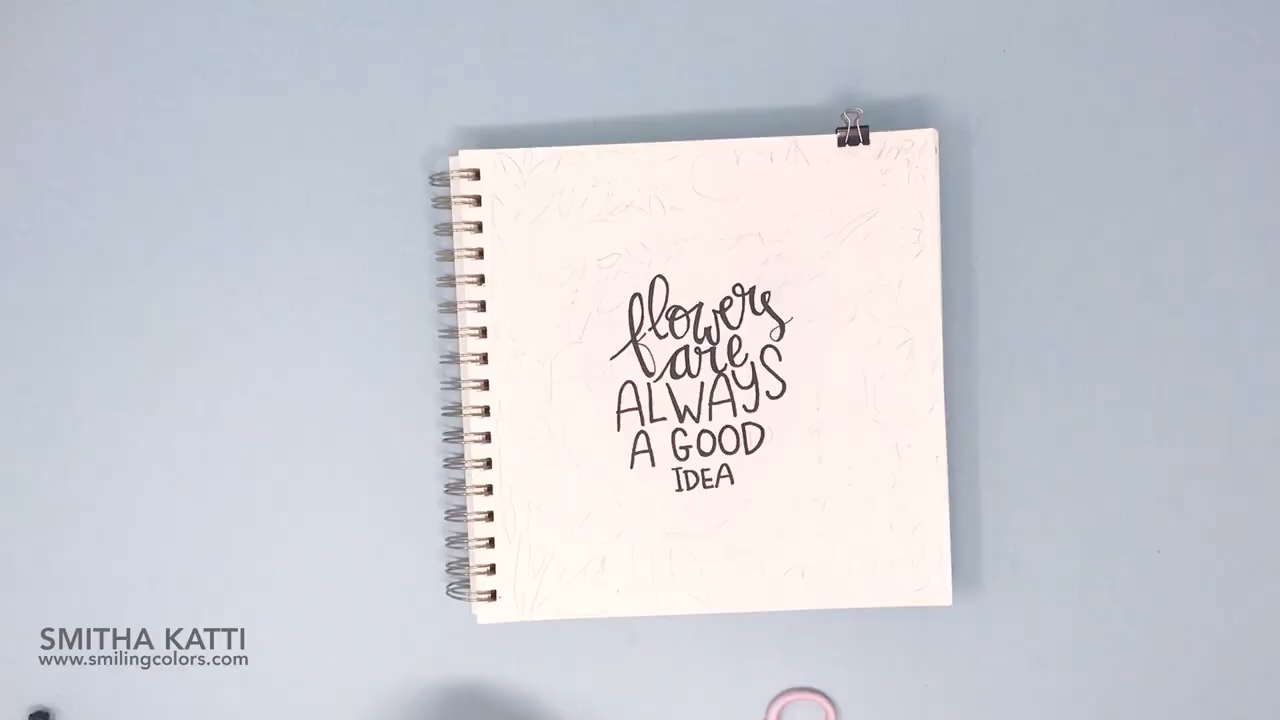 flowers
are
ALWAYS
A GOOD
IDEA
SMITHA KATTI
www.smilingcolors.com